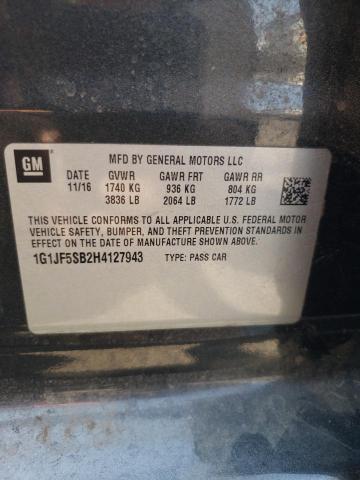 GM
MFD BY GENERAL MOTORS LLC
DATE GVWR GAWR FRT GAWR RR
11/16 1740 KG 936 KG 804 KG
3836 LB 2064 LB 1772 LB
THIS VEHICLE CONFORMS TO ALL APPLICABLE U.S. FEDERAL MOTOR
VEHICLE SAFETY, BUMPER, AND THEFT PREVENTION STANDARDS
IN EFFECT ON THE DATE OF MANUFACTURE SHOWN ABOVE.
1G1JF5SB2H4127943 TYPE: PASS CAR